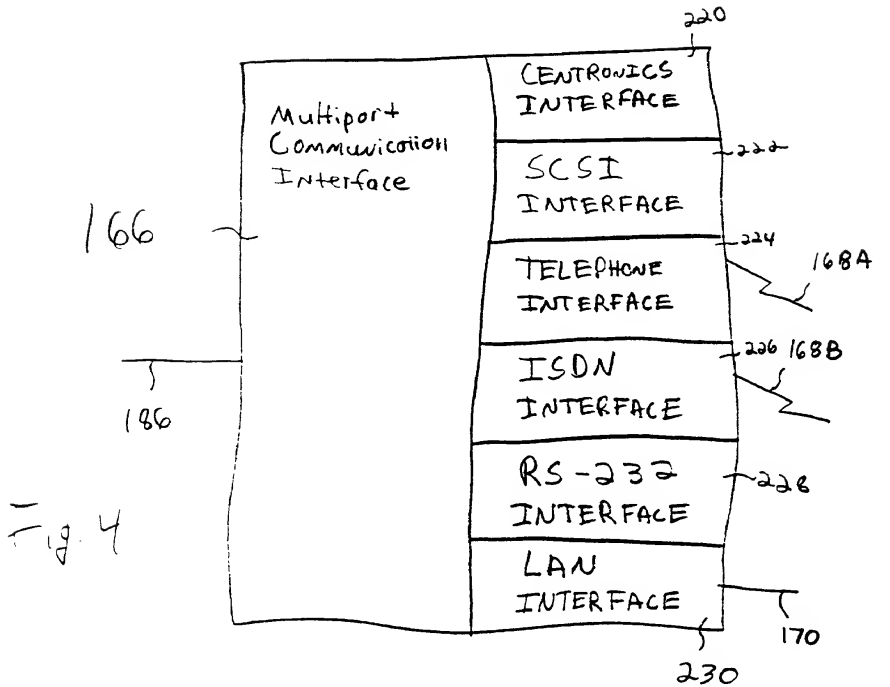 220
CENTRONICS
INTERFACE
Multiport
Communication
Interface
222
SCSI
INTERFACE
166
224
TELEPHONE
INTERFACE
168A
226
168B
ISDN
INTERFACE
186
RS-232
INTERFACE
228
Fig. 4
LAN
INTERFACE
170
230